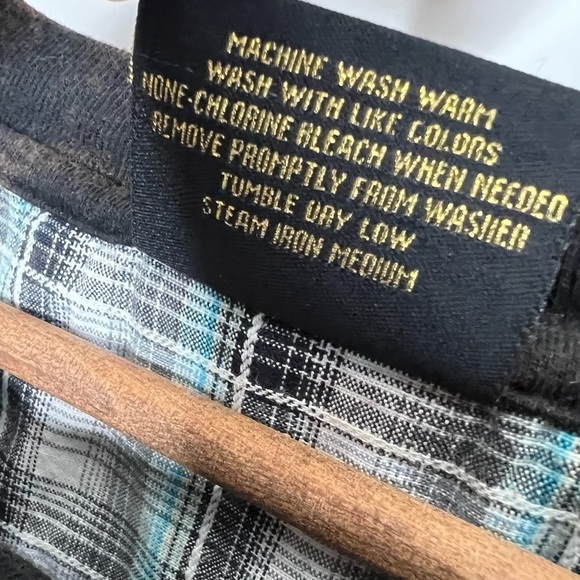 MACHINE WASH WARM
WASH WITH LIKE COLORS
NONE-CHLORINE BLEACH WHEN NEEDED
REMOVE PROMPTLY FROM WASHER
TUMBLE DRY LOW
STEAM IRON MEDIUM